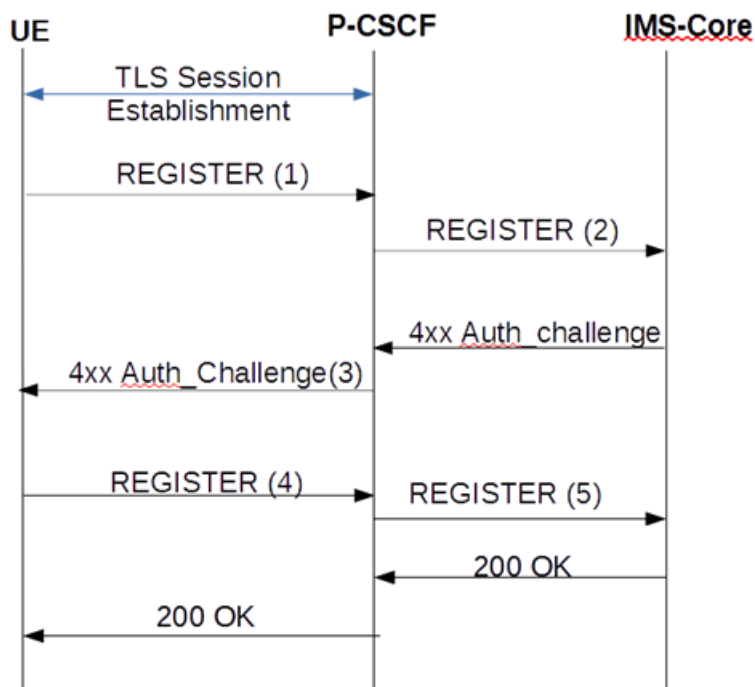 UE
P-CSCF
IMS-Core
TLS Session
Establishment
REGISTER (1)
REGISTER (2)
4xx Auth_challenge
4xx Auth_Challenge(3)
REGISTER (4)
REGISTER (5)
200 OK
200 OK